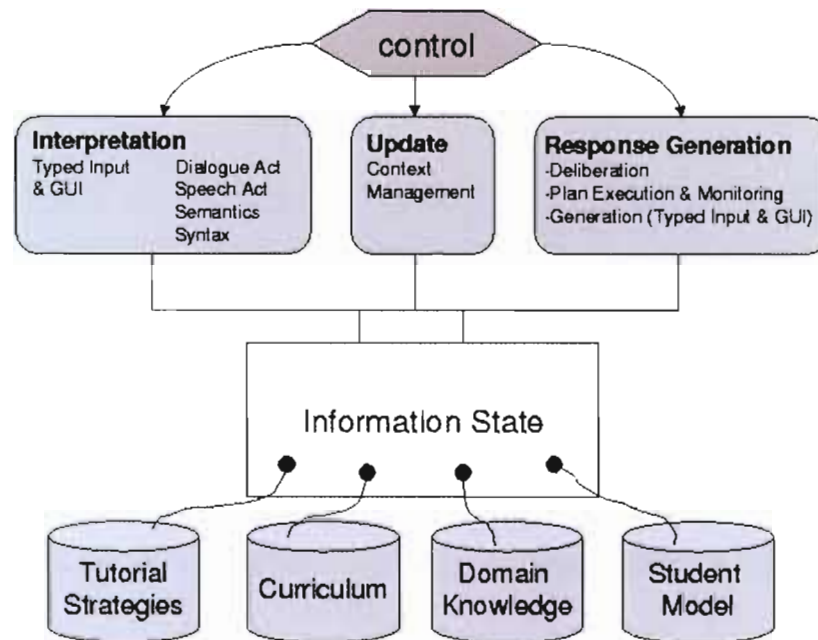 control
Interpretation
Typed Input
& GUI
Dialogue Act
Speech Act
Semantics
Syntax
Update
Context
Management
Response Generation
-Deliberation
-Plan Execution & Monitoring
-Generation (Typed Input & GUI)
Information State
Tutorial
Strategies
Curriculum
Domain
Knowledge
Student
Model